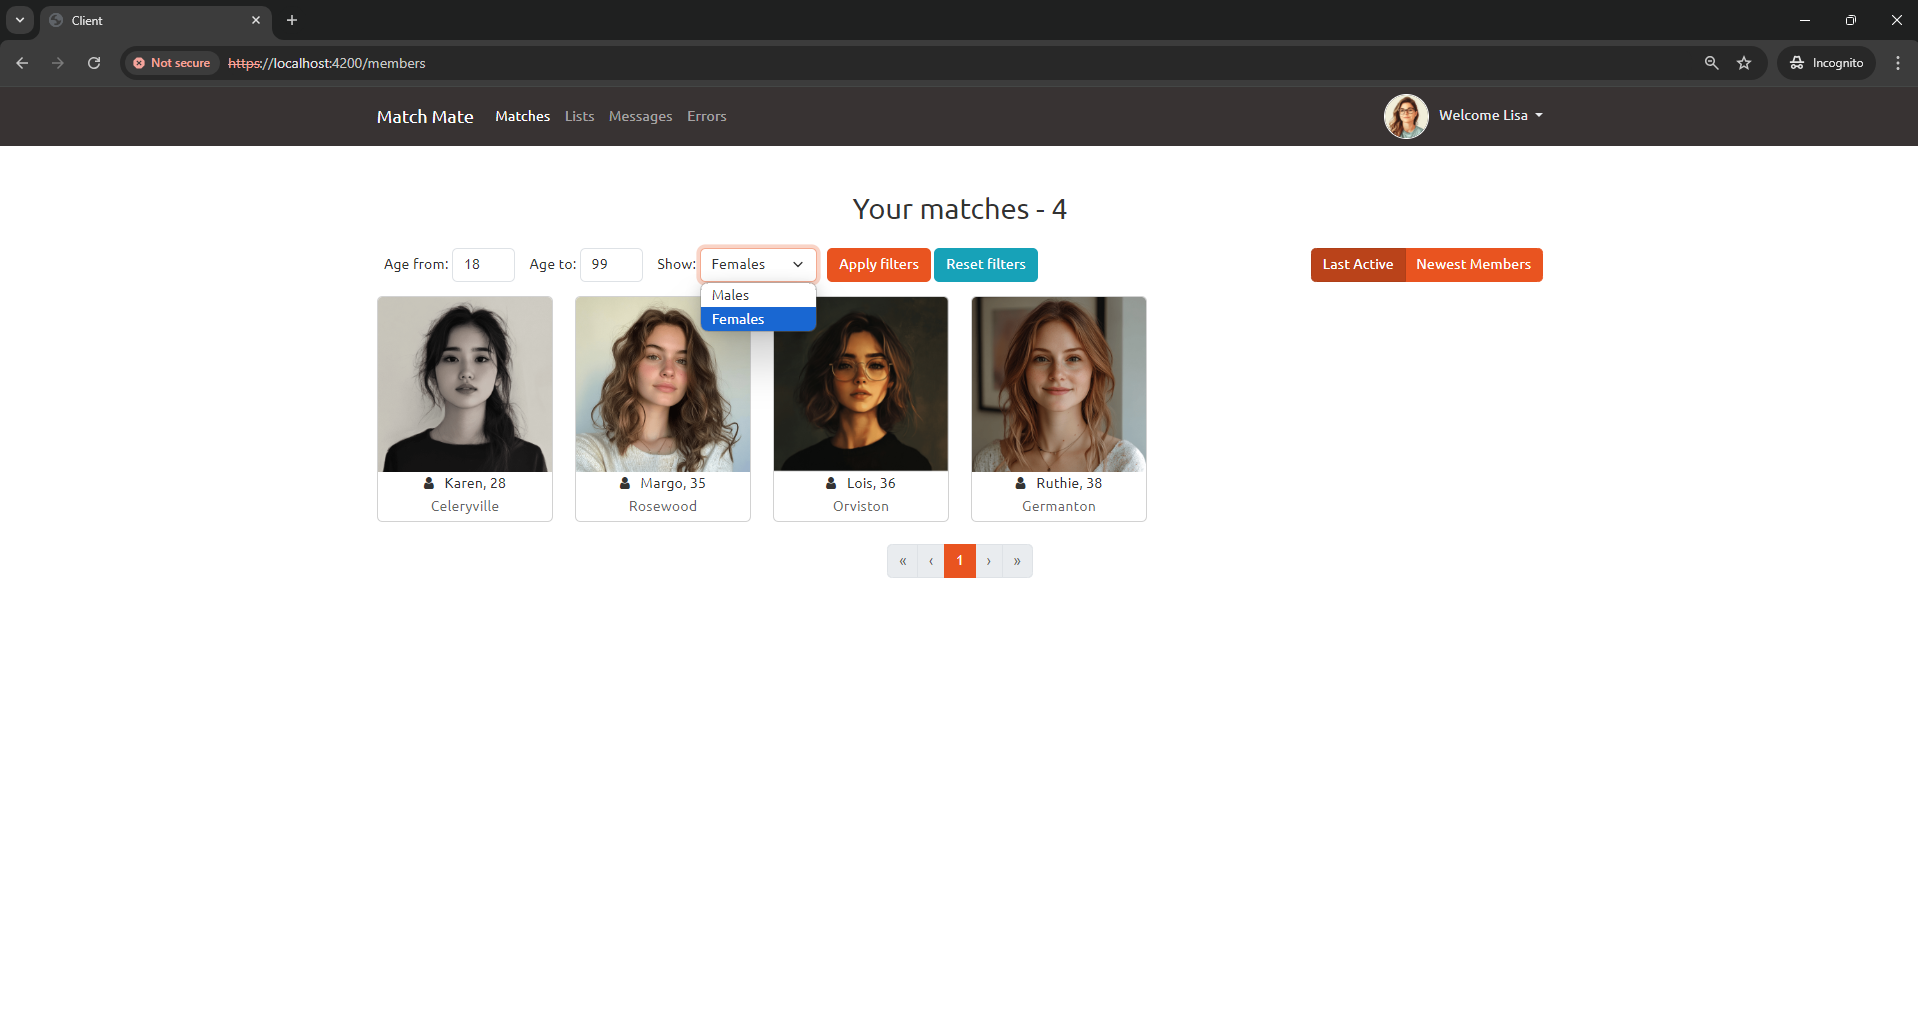 Client
Not secure https://localhost:4200/members Incognito
Match Mate Matches Lists Messages Errors Welcome Lisa
Your matches - 4
Age from: 18 Age to: 99 Show: Females Apply filters Reset filters Last Active Newest Members
Males
Females
Karen, 28
Celeryville
Margo, 35
Rosewood
Lois, 36
Orviston
Ruthie, 38
Germanton
« ‹ 1 › »